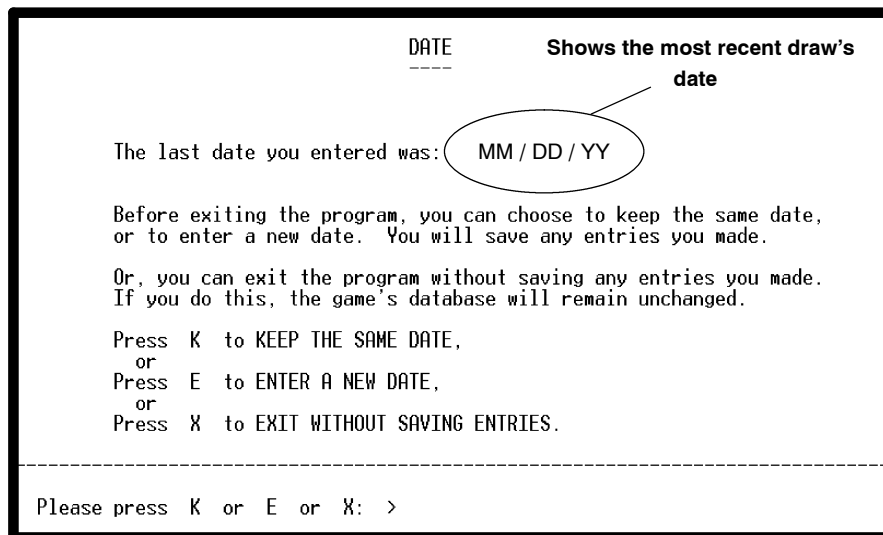 DATE
----
Shows the most recent draw's
date
The last date you entered was: MM / DD / YY
Before exiting the program, you can choose to keep the same date,
or to enter a new date. You will save any entries you made.
Or, you can exit the program without saving any entries you made.
If you do this, the game's database will remain unchanged.
Press K to KEEP THE SAME DATE,
or
Press E to ENTER A NEW DATE,
or
Press X to EXIT WITHOUT SAVING ENTRIES.
Please press K or E or X: >